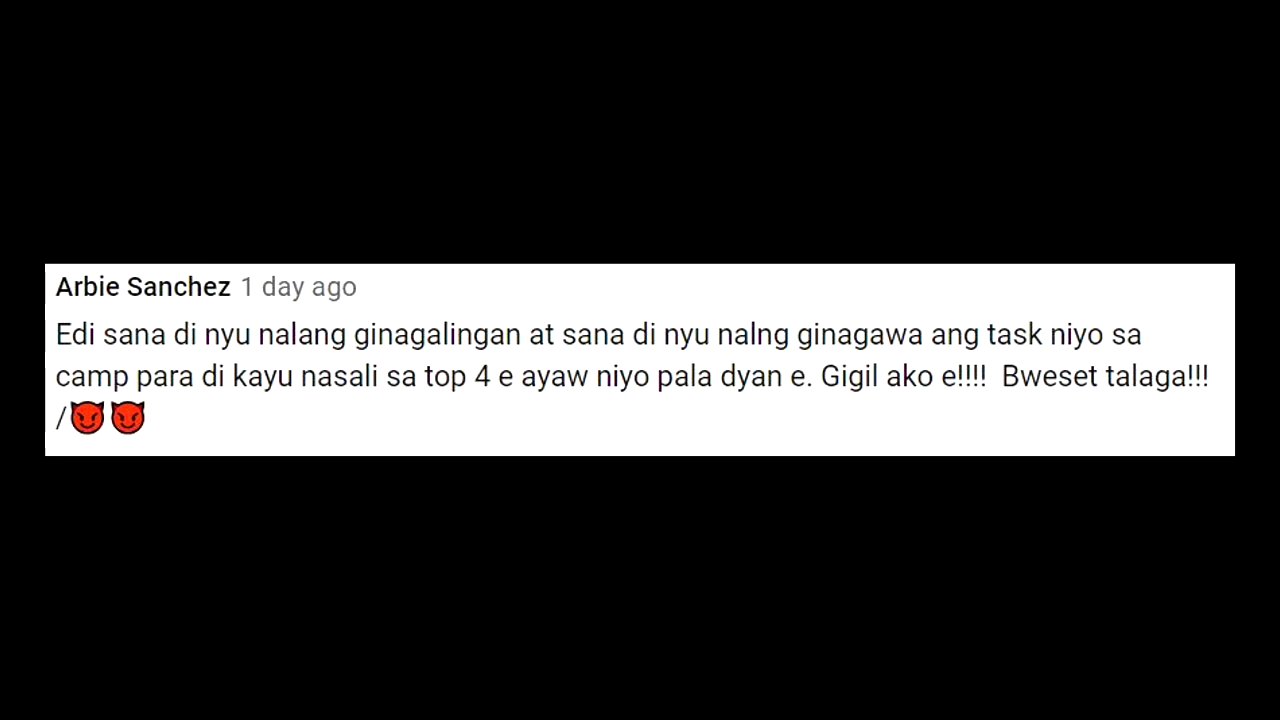 Arbie Sanchez 1 day ago
Edi sana di nyu nalang ginagalingan at sana di nyu nalng ginagawa ang task niyo sa
camp para di kayu nasali sa top 4 e ayaw niyo pala dyan e. Gigil ako e!!!!  Bweset talaga!!!
/😈😈